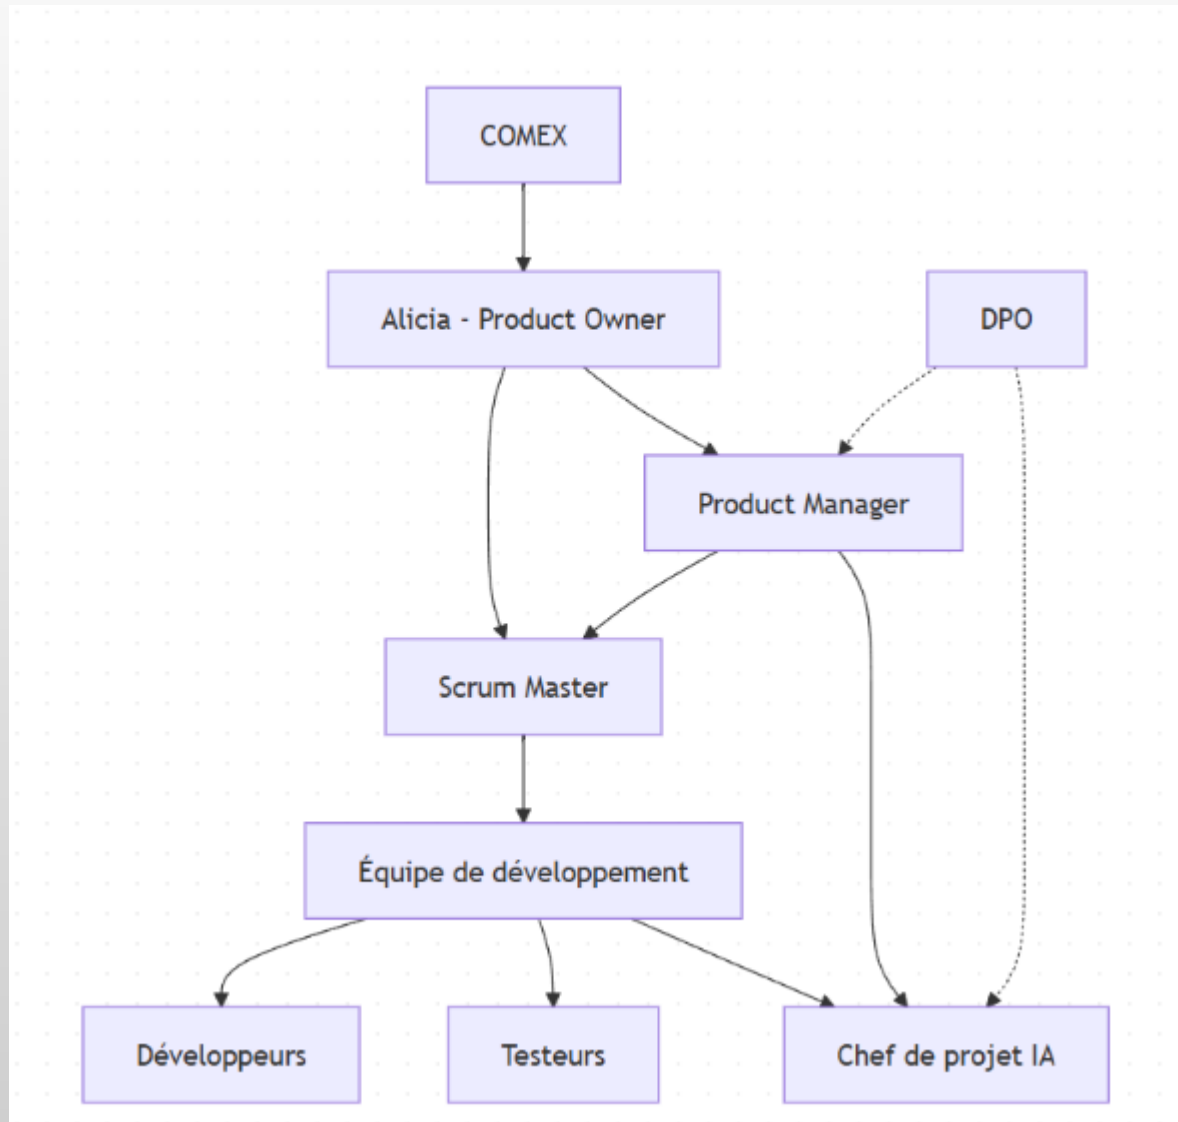 COMEX
Alicia - Product Owner
DPO
Product Manager
Scrum Master
Équipe de développement
Développeurs
Testeurs
Chef de projet IA